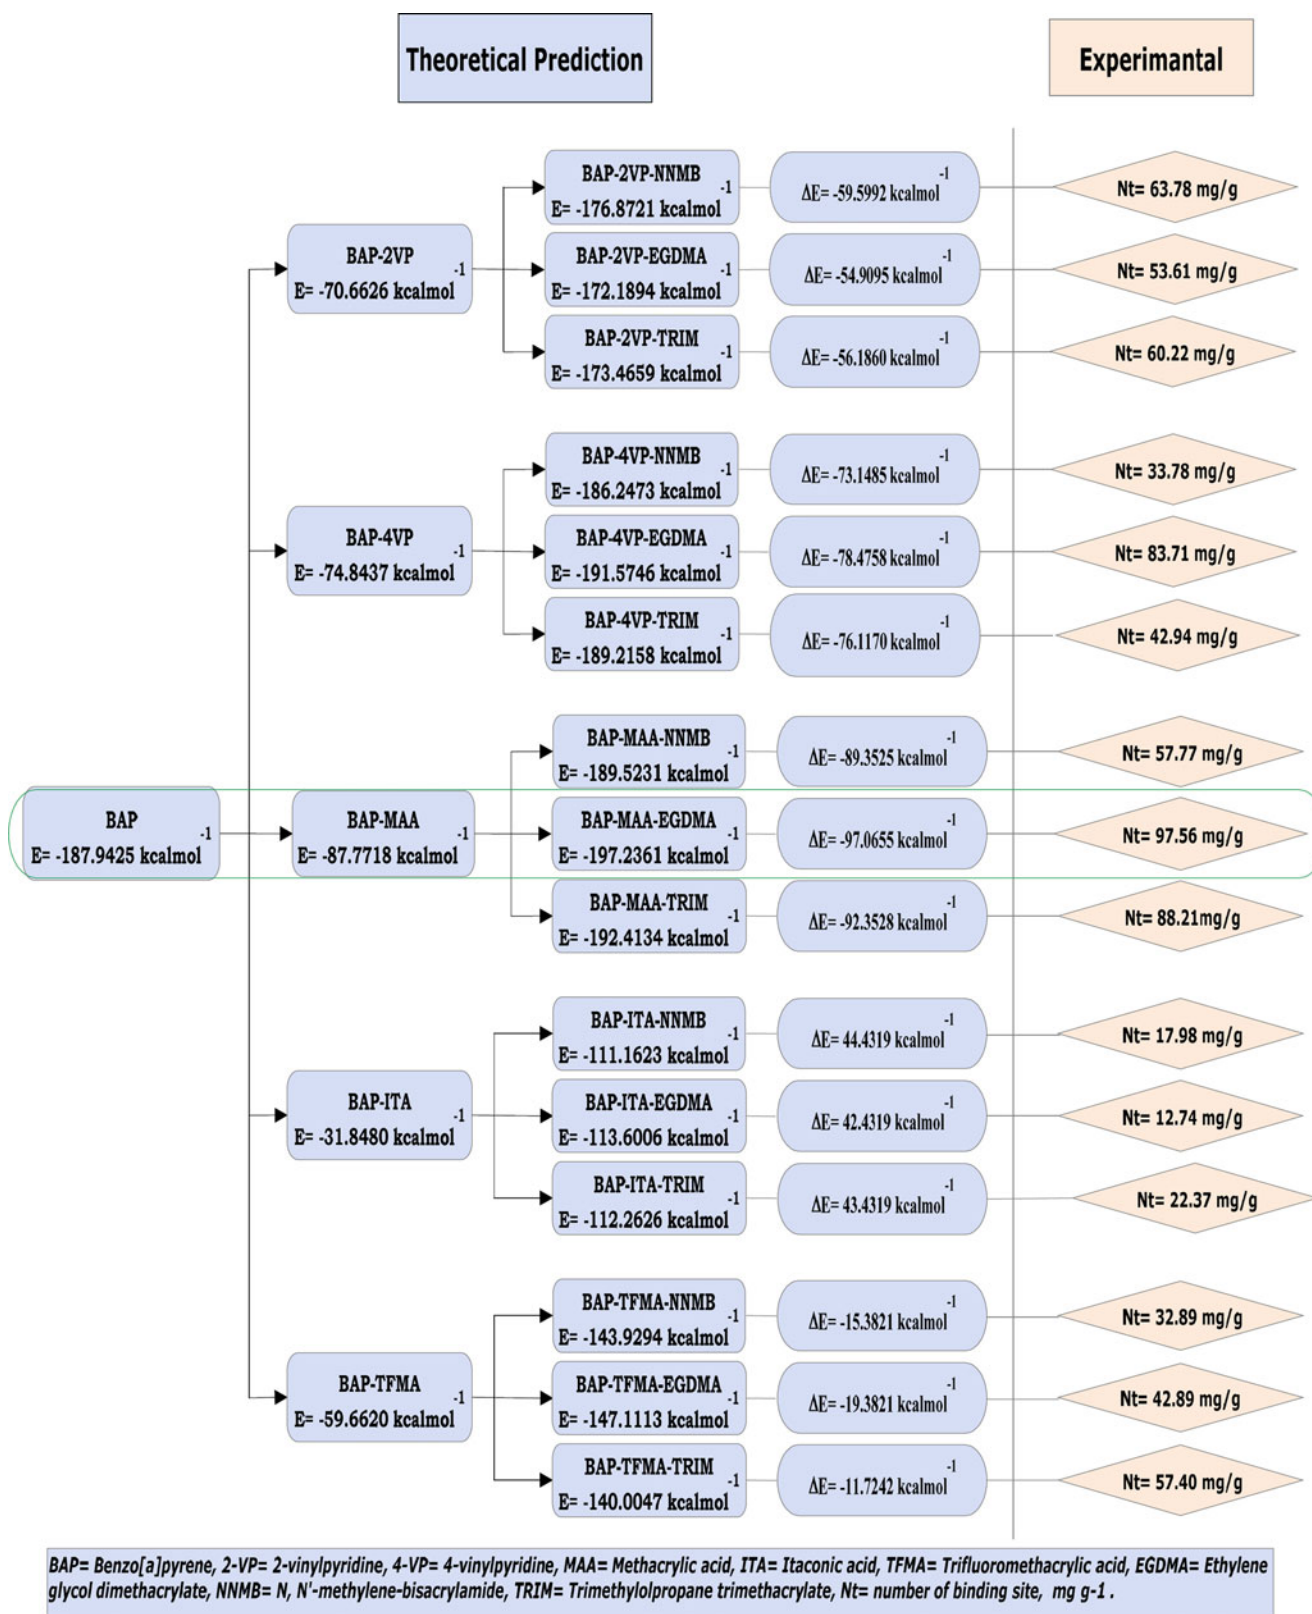 Theoretical Prediction
Experimantal
BAP-2VP-NNMB
E= -176.8721 kcalmol -1
ΔE= -59.5992 kcalmol -1
Nt= 63.78 mg/g
BAP-2VP
E= -70.6626 kcalmol -1
BAP-2VP-EGDMA
E= -172.1894 kcalmol -1
ΔE= -54.9095 kcalmol -1
Nt= 53.61 mg/g
BAP-2VP-TRIM
E= -173.4659 kcalmol -1
ΔE= -56.1860 kcalmol -1
Nt= 60.22 mg/g
BAP-4VP-NNMB
E= -186.2473 kcalmol -1
ΔE= -73.1485 kcalmol -1
Nt= 33.78 mg/g
BAP-4VP
E= -74.8437 kcalmol -1
BAP-4VP-EGDMA
E= -191.5746 kcalmol -1
ΔE= -78.4758 kcalmol -1
Nt= 83.71 mg/g
BAP-4VP-TRIM
E= -189.2158 kcalmol -1
ΔE= -76.1170 kcalmol -1
Nt= 42.94 mg/g
BAP-MAA-NNMB
E= -189.5231 kcalmol -1
ΔE= -89.3525 kcalmol -1
Nt= 57.77 mg/g
BAP
E= -187.9425 kcalmol -1
BAP-MAA
E= -87.7718 kcalmol -1
BAP-MAA-EGDMA
E= -197.2361 kcalmol -1
ΔE= -97.0655 kcalmol -1
Nt= 97.56 mg/g
BAP-MAA-TRIM
E= -192.4134 kcalmol -1
ΔE= -92.3528 kcalmol -1
Nt= 88.21mg/g
BAP-ITA-NNMB
E= -111.1623 kcalmol -1
ΔE= 44.4319 kcalmol -1
Nt= 17.98 mg/g
BAP-ITA
E= -31.8480 kcalmol -1
BAP-ITA-EGDMA
E= -113.6006 kcalmol -1
ΔE= 42.4319 kcalmol -1
Nt= 12.74 mg/g
BAP-ITA-TRIM
E= -112.2626 kcalmol -1
ΔE= 43.4319 kcalmol -1
Nt= 22.37 mg/g
BAP-TFMA-NNMB
E= -143.9294 kcalmol -1
ΔE= -15.3821 kcalmol -1
Nt= 32.89 mg/g
BAP-TFMA
E= -59.6620 kcalmol -1
BAP-TFMA-EGDMA
E= -147.1113 kcalmol -1
ΔE= -19.3821 kcalmol -1
Nt= 42.89 mg/g
BAP-TFMA-TRIM
E= -140.0047 kcalmol -1
ΔE= -11.7242 kcalmol -1
Nt= 57.40 mg/g
BAP= Benzo[a]pyrene, 2-VP= 2-vinylpyridine, 4-VP= 4-vinylpyridine, MAA= Methacrylic acid, ITA= Itaconic acid, TFMA= Trifluoromethacrylic acid, EGDMA= Ethylene
glycol dimethacrylate, NNMB= N, N'-methylene-bisacrylamide, TRIM= Trimethylolpropane trimethacrylate, Nt= number of binding site, mg g-1 .